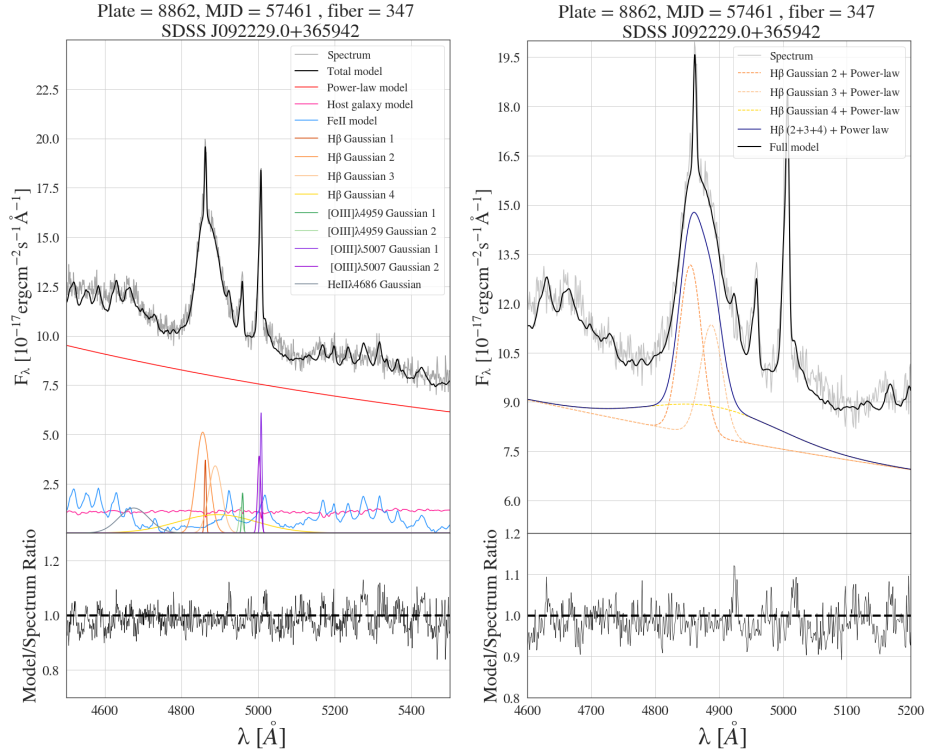 Plate = 8862, MJD = 57461 , fiber = 347
SDSS J092229.0+365942
Spectrum
Total model
Power-law model
Host galaxy model
FeII model
Hβ Gaussian 1
Hβ Gaussian 2
Hβ Gaussian 3
Hβ Gaussian 4
[OIII]λ4959 Gaussian 1
[OIII]λ4959 Gaussian 2
[OIII]λ5007 Gaussian 1
[OIII]λ5007 Gaussian 2
HeIIλ4686 Gaussian
22.5
20.0
17.5
15.0
12.5
10.0
7.5
5.0
2.5
Fλ [10⁻¹⁷ergcm⁻²s⁻¹Å⁻¹]
1.2
1.0
0.8
Model/Spectrum Ratio
4600 4800 5000 5200 5400
λ [Å]
Plate = 8862, MJD = 57461 , fiber = 347
SDSS J092229.0+365942
Spectrum
Hβ Gaussian 2 + Power-law
Hβ Gaussian 3 + Power-law
Hβ Gaussian 4 + Power-law
Hβ (2+3+4) + Power law
Full model
19.5
18.0
16.5
15.0
13.5
12.0
10.5
9.0
7.5
6.0
Fλ [10⁻¹⁷ergcm⁻²s⁻¹Å⁻¹]
1.2
1.1
1.0
0.9
0.8
Model/Spectrum Ratio
4600 4700 4800 4900 5000 5100 5200
λ [Å]